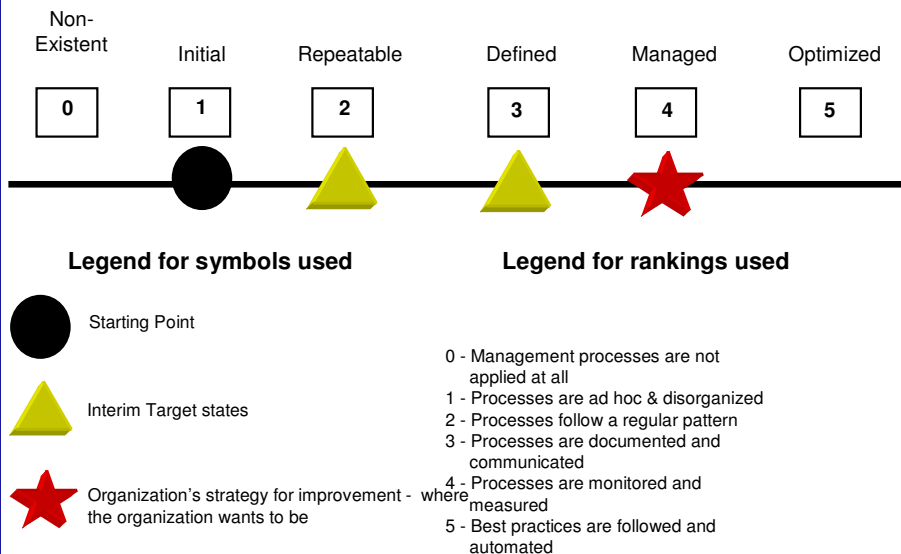 Non-
Existent
Initial
Repeatable
Defined
Managed
Optimized
0
1
2
3
4
5
Legend for symbols used
Starting Point
Interim Target states
Organization's strategy for improvement - where
the organization wants to be
Legend for rankings used
0 - Management processes are not
applied at all
1 - Processes are ad hoc & disorganized
2 - Processes follow a regular pattern
3 - Processes are documented and
communicated
4 - Processes are monitored and
measured
5 - Best practices are followed and
automated